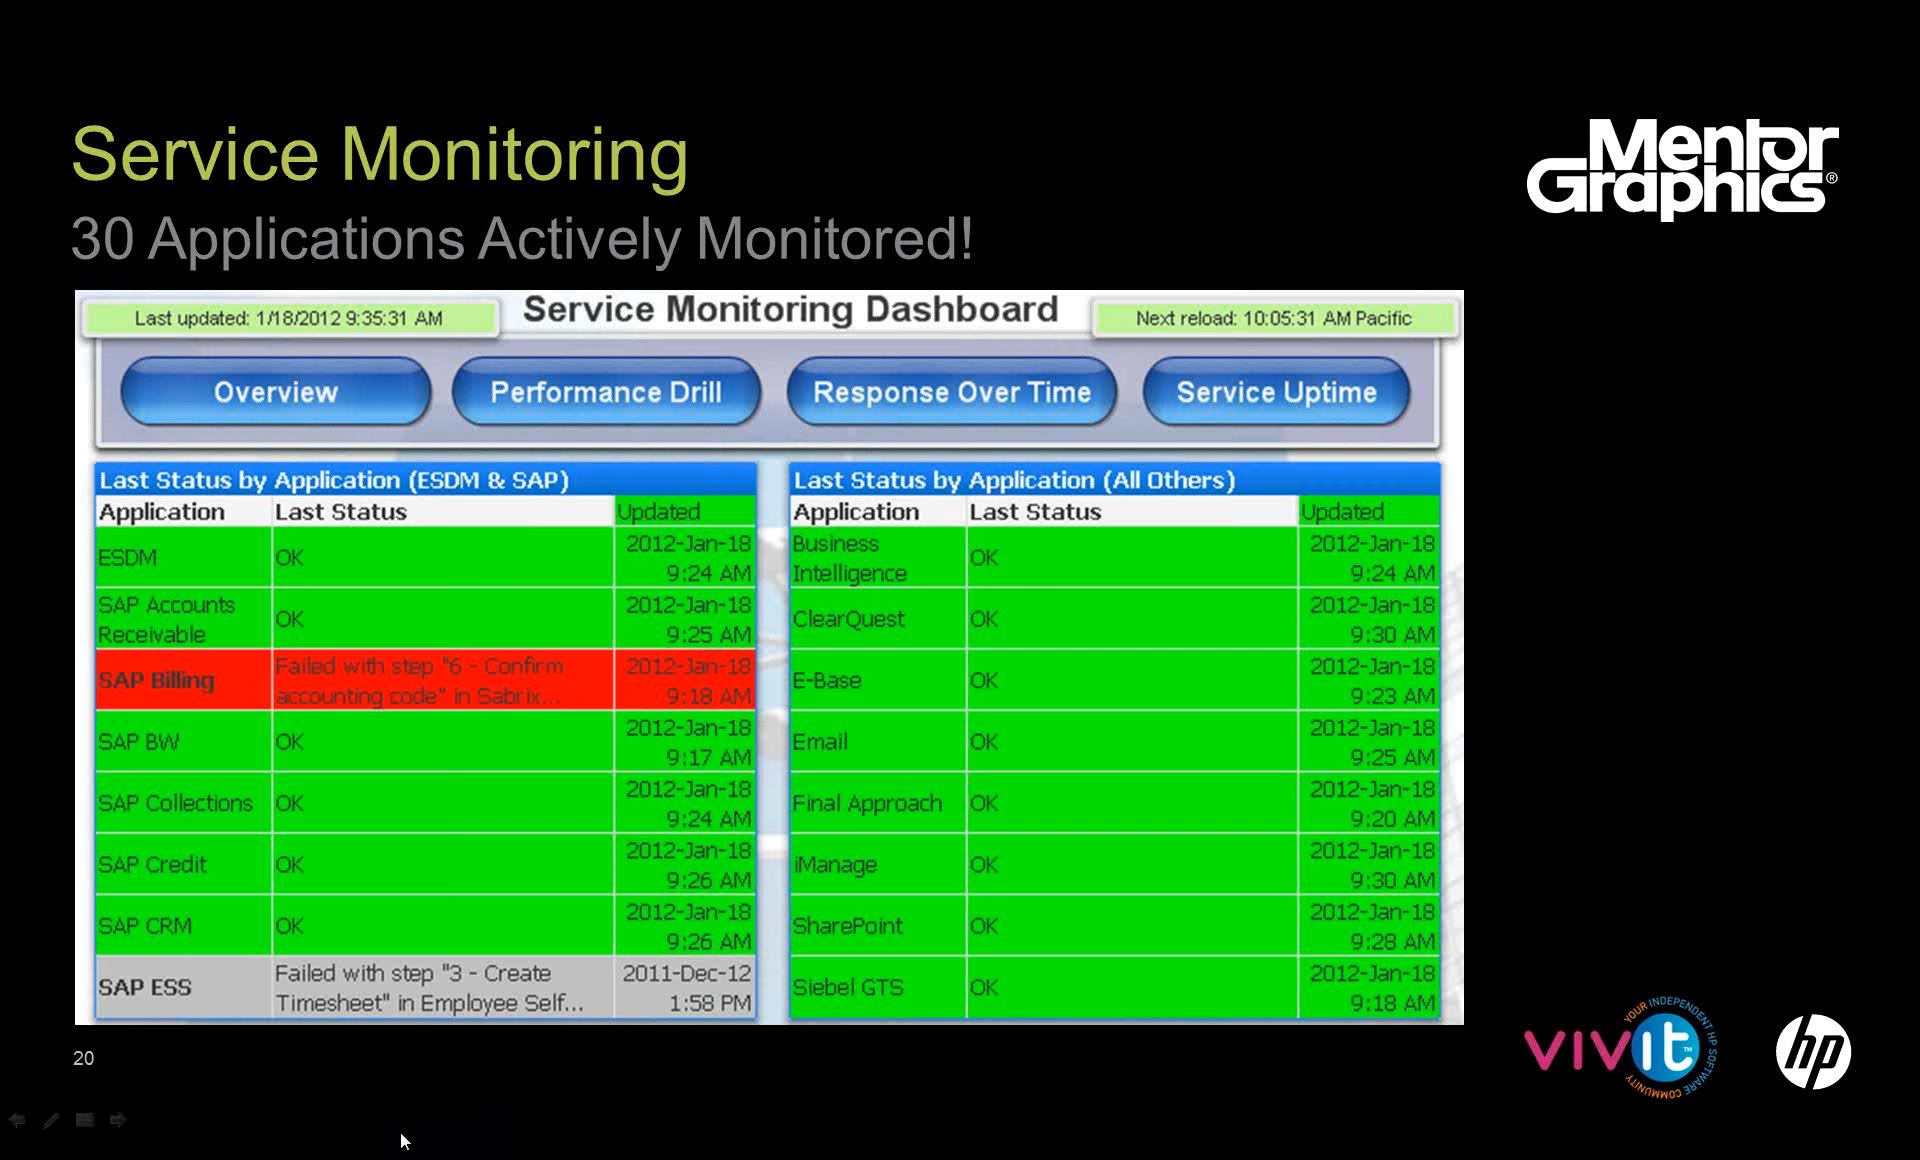 Service Monitoring
30 Applications Actively Monitored!
Mentor
Graphics®
Last updated: 1/18/2012 9:35:31 AM
Service Monitoring Dashboard
Next reload: 10:05:31 AM Pacific
Overview
Performance Drill
Response Over Time
Service Uptime
Last Status by Application (ESDM & SAP)
Application Last Status Updated
ESDM OK 2012-Jan-18
9:24 AM
SAP Accounts
Receivable OK 2012-Jan-18
9:25 AM
SAP Billing Failed with step "6 - Confirm
accounting code" in Sabrix... 2012-Jan-18
9:18 AM
SAP BW OK 2012-Jan-18
9:17 AM
SAP Collections OK 2012-Jan-18
9:24 AM
SAP Credit OK 2012-Jan-18
9:26 AM
SAP CRM OK 2012-Jan-18
9:26 AM
SAP ESS Failed with step "3 - Create
Timesheet" in Employee Self... 2011-Dec-12
1:58 PM
Last Status by Application (All Others)
Application Last Status Updated
Business
Intelligence OK 2012-Jan-18
9:24 AM
ClearQuest OK 2012-Jan-18
9:30 AM
E-Base OK 2012-Jan-18
9:23 AM
Email OK 2012-Jan-18
9:25 AM
Final Approach OK 2012-Jan-18
9:20 AM
iManage OK 2012-Jan-18
9:30 AM
SharePoint OK 2012-Jan-18
9:28 AM
Siebel GTS OK 2012-Jan-18
9:18 AM
20
vivit™
YOUR INDEPENDENT HP SOFTWARE COMMUNITY
hp